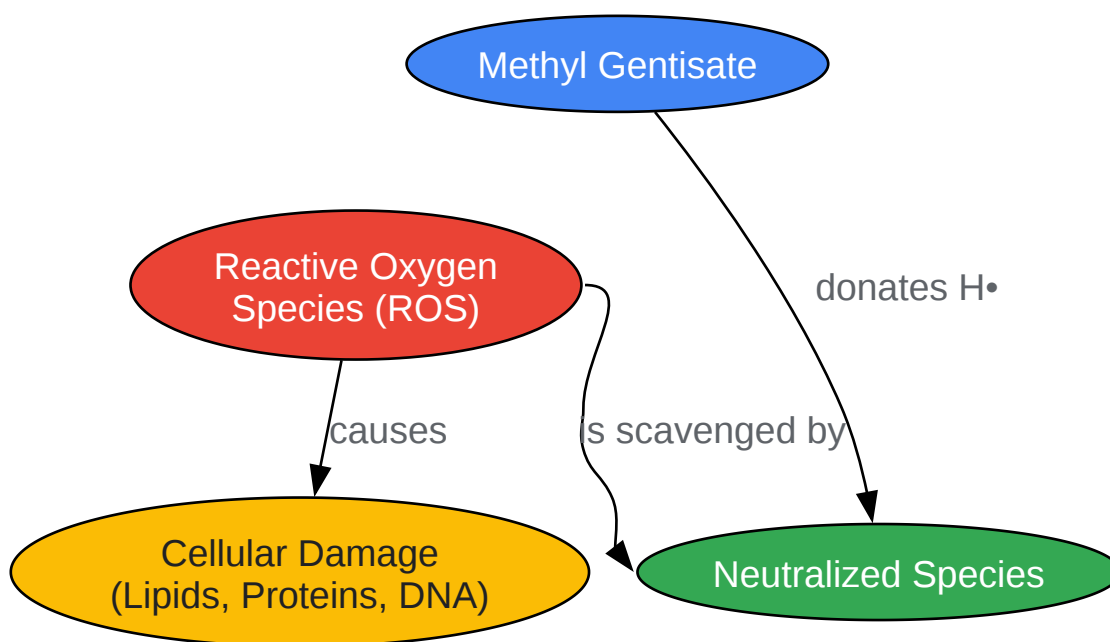 Methyl Gentisate
Reactive Oxygen
Species (ROS)
donates H•
causes
is scavenged by
Cellular Damage
(Lipids, Proteins, DNA)
Neutralized Species